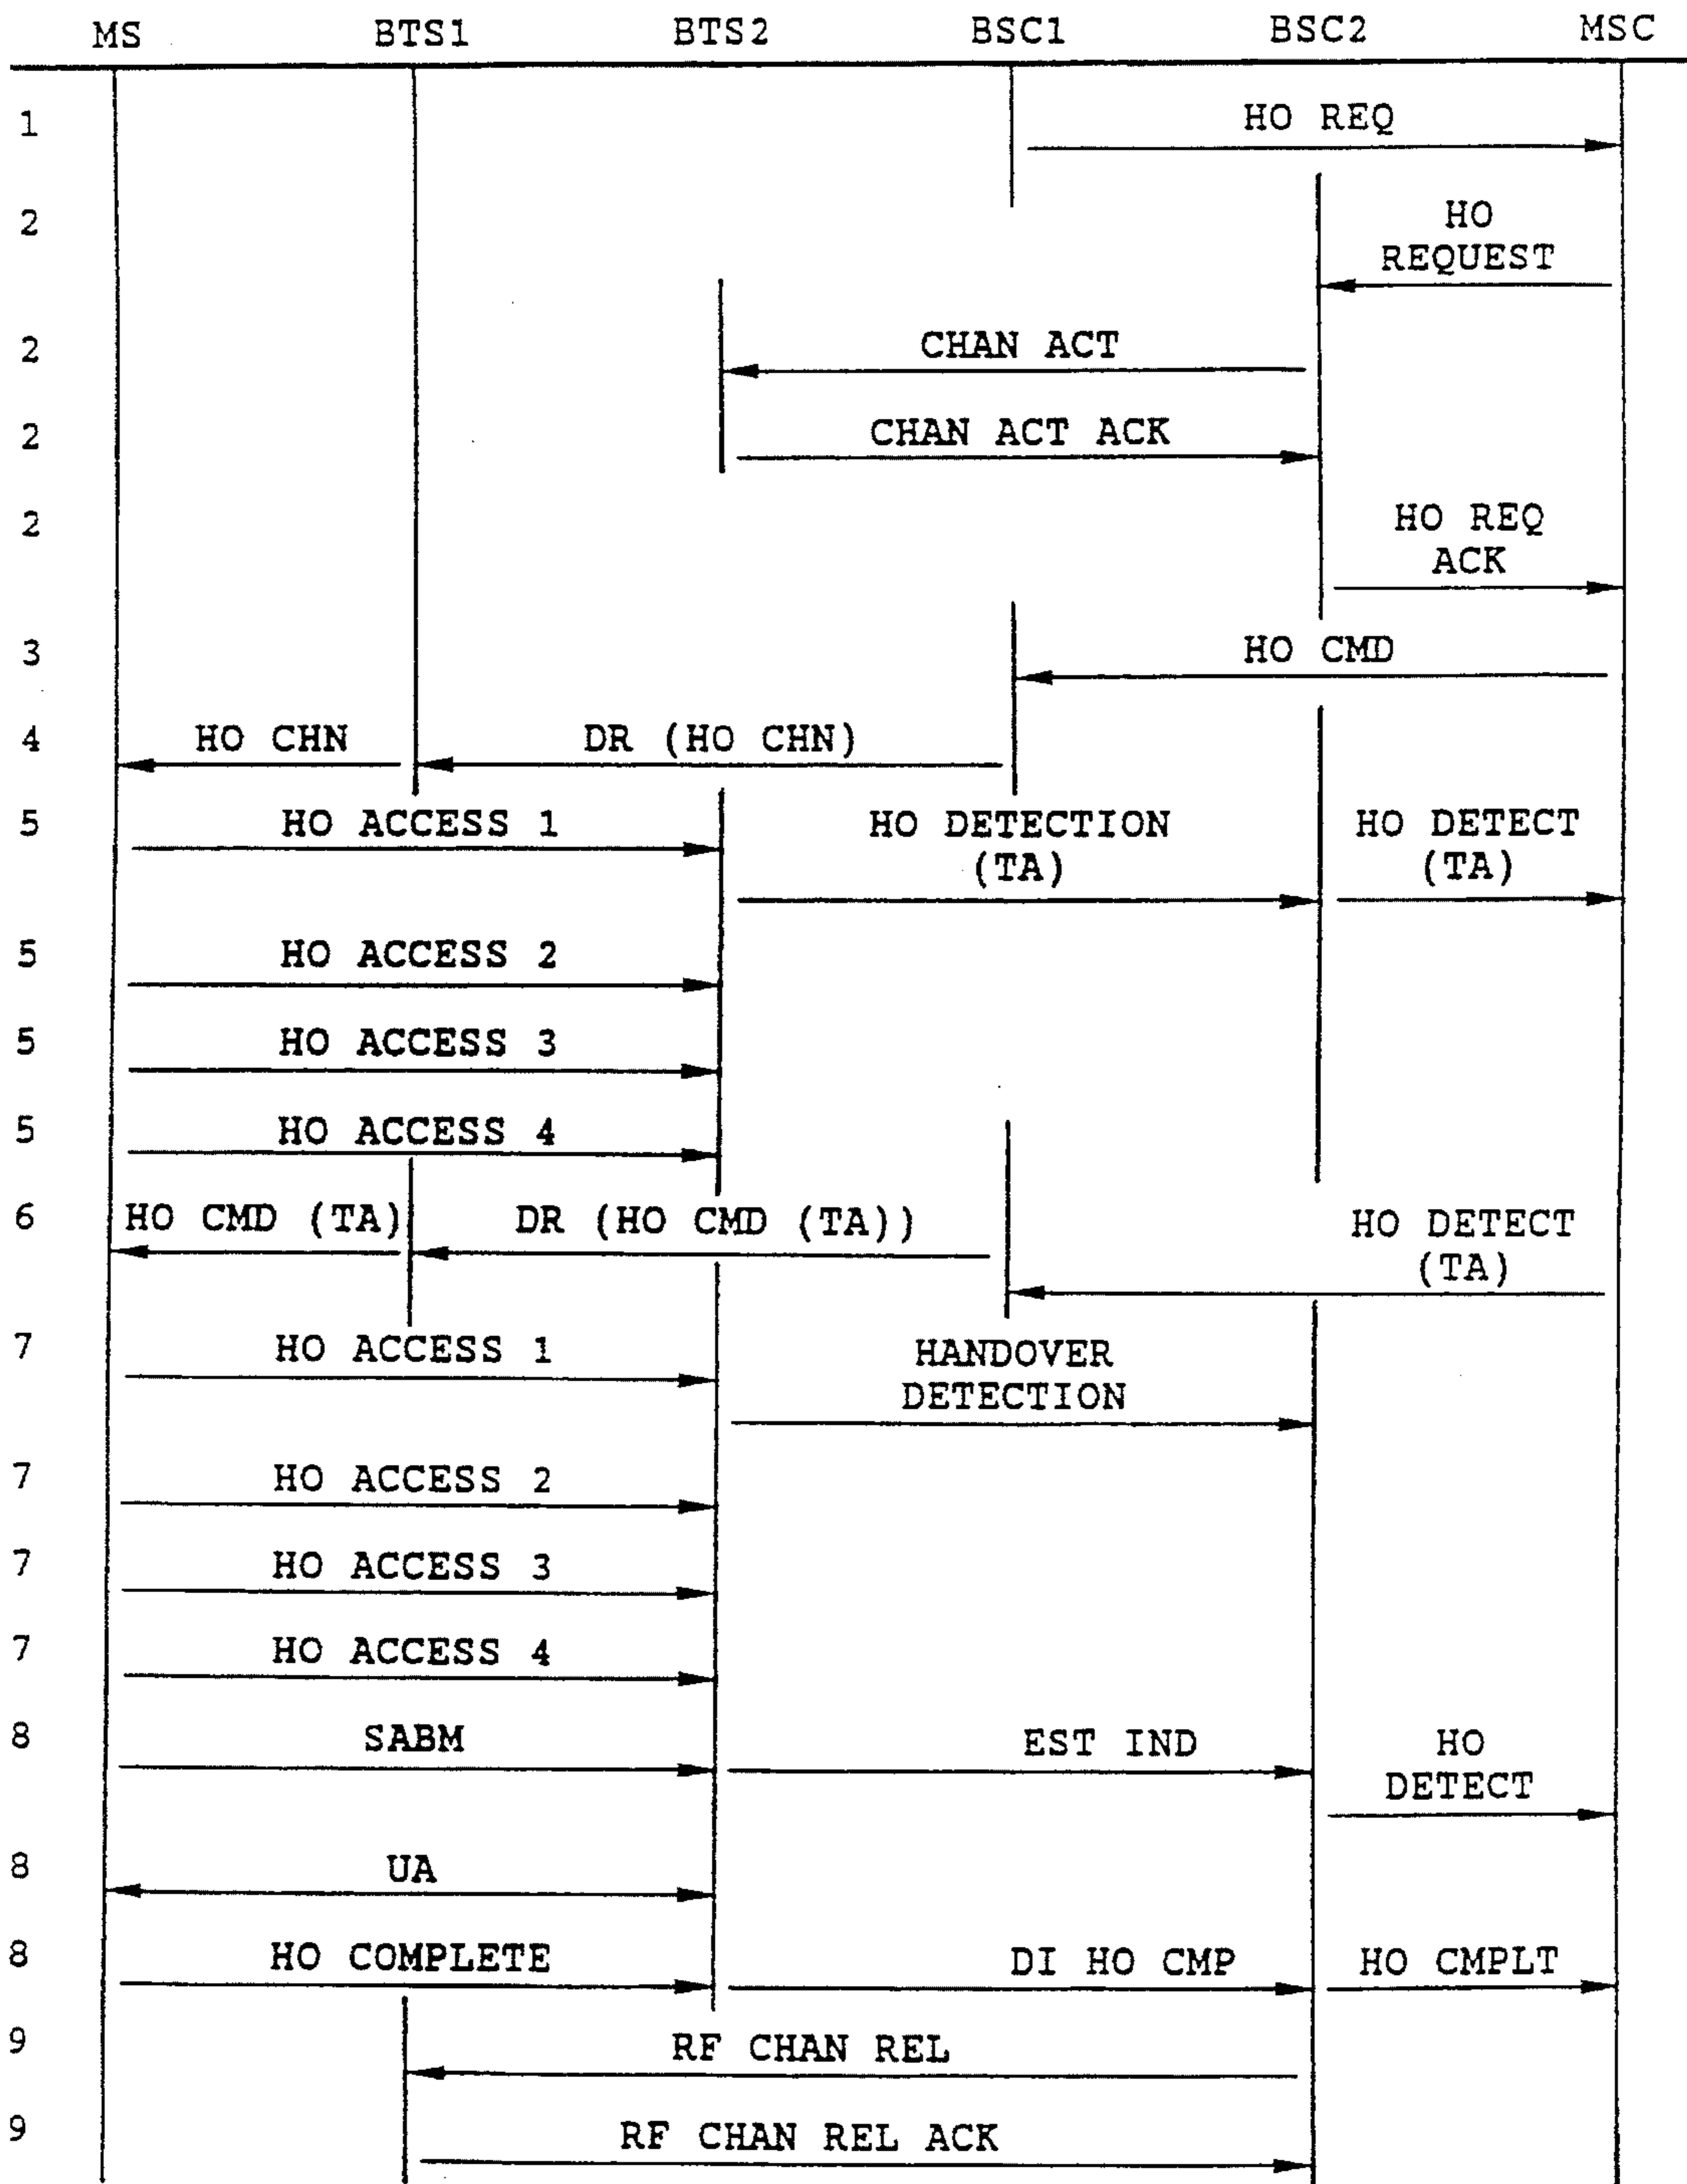 MS BTS1 BTS2 BSC1 BSC2 MSC
1 HO REQ
2 HO
REQUEST
2 CHAN ACT
2 CHAN ACT ACK
2 HO REQ
ACK
3 HO CMD
4 HO CHN DR (HO CHN)
5 HO ACCESS 1 HO DETECTION HO DETECT
(TA) (TA)
5 HO ACCESS 2
5 HO ACCESS 3
5 HO ACCESS 4
6 HO CMD (TA) DR (HO CMD (TA)) HO DETECT
(TA)
7 HO ACCESS 1 HANDOVER
DETECTION
7 HO ACCESS 2
7 HO ACCESS 3
7 HO ACCESS 4
8 SABM EST IND HO
DETECT
8 UA
8 HO COMPLETE DI HO CMP HO CMPLT
9 RF CHAN REL
9 RF CHAN REL ACK